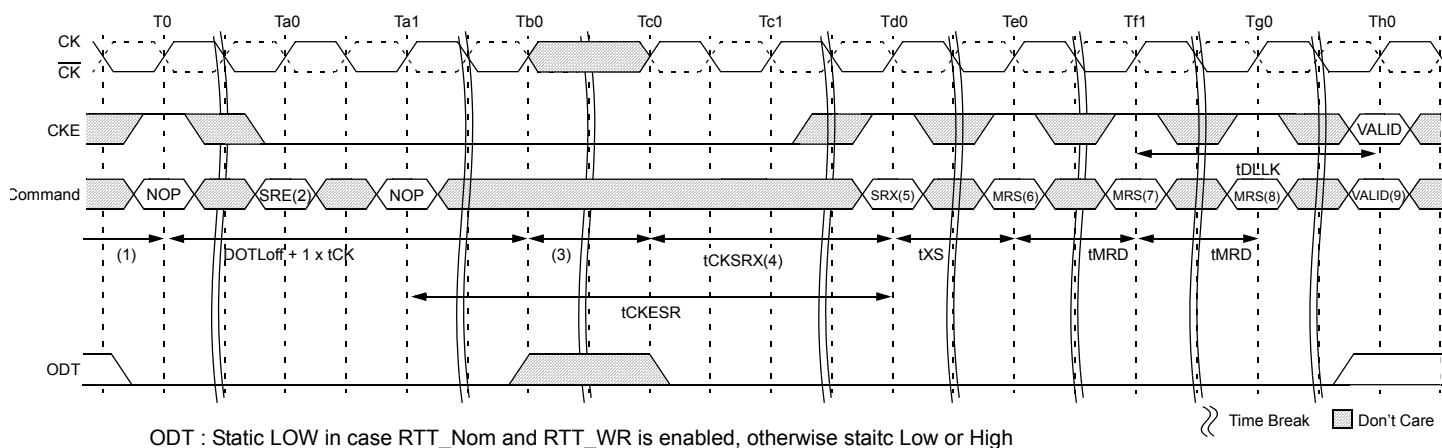 T0 Ta0 Ta1 Tb0 Tc0 Tc1 Td0 Te0 Tf1 Tg0 Th0
CK
CK
CKE VALID
tDLLK
Command NOP SRE(2) NOP SRX(5) MRS(6) MRS(7) MRS(8) VALID(9)
(1) DOTLoff + 1 x tCK (3) tCKSRX(4) tXS tMRD tMRD
tCKESR
ODT
Time Break Don't Care
ODT : Static LOW in case RTT_Nom and RTT_WR is enabled, otherwise staitc Low or High